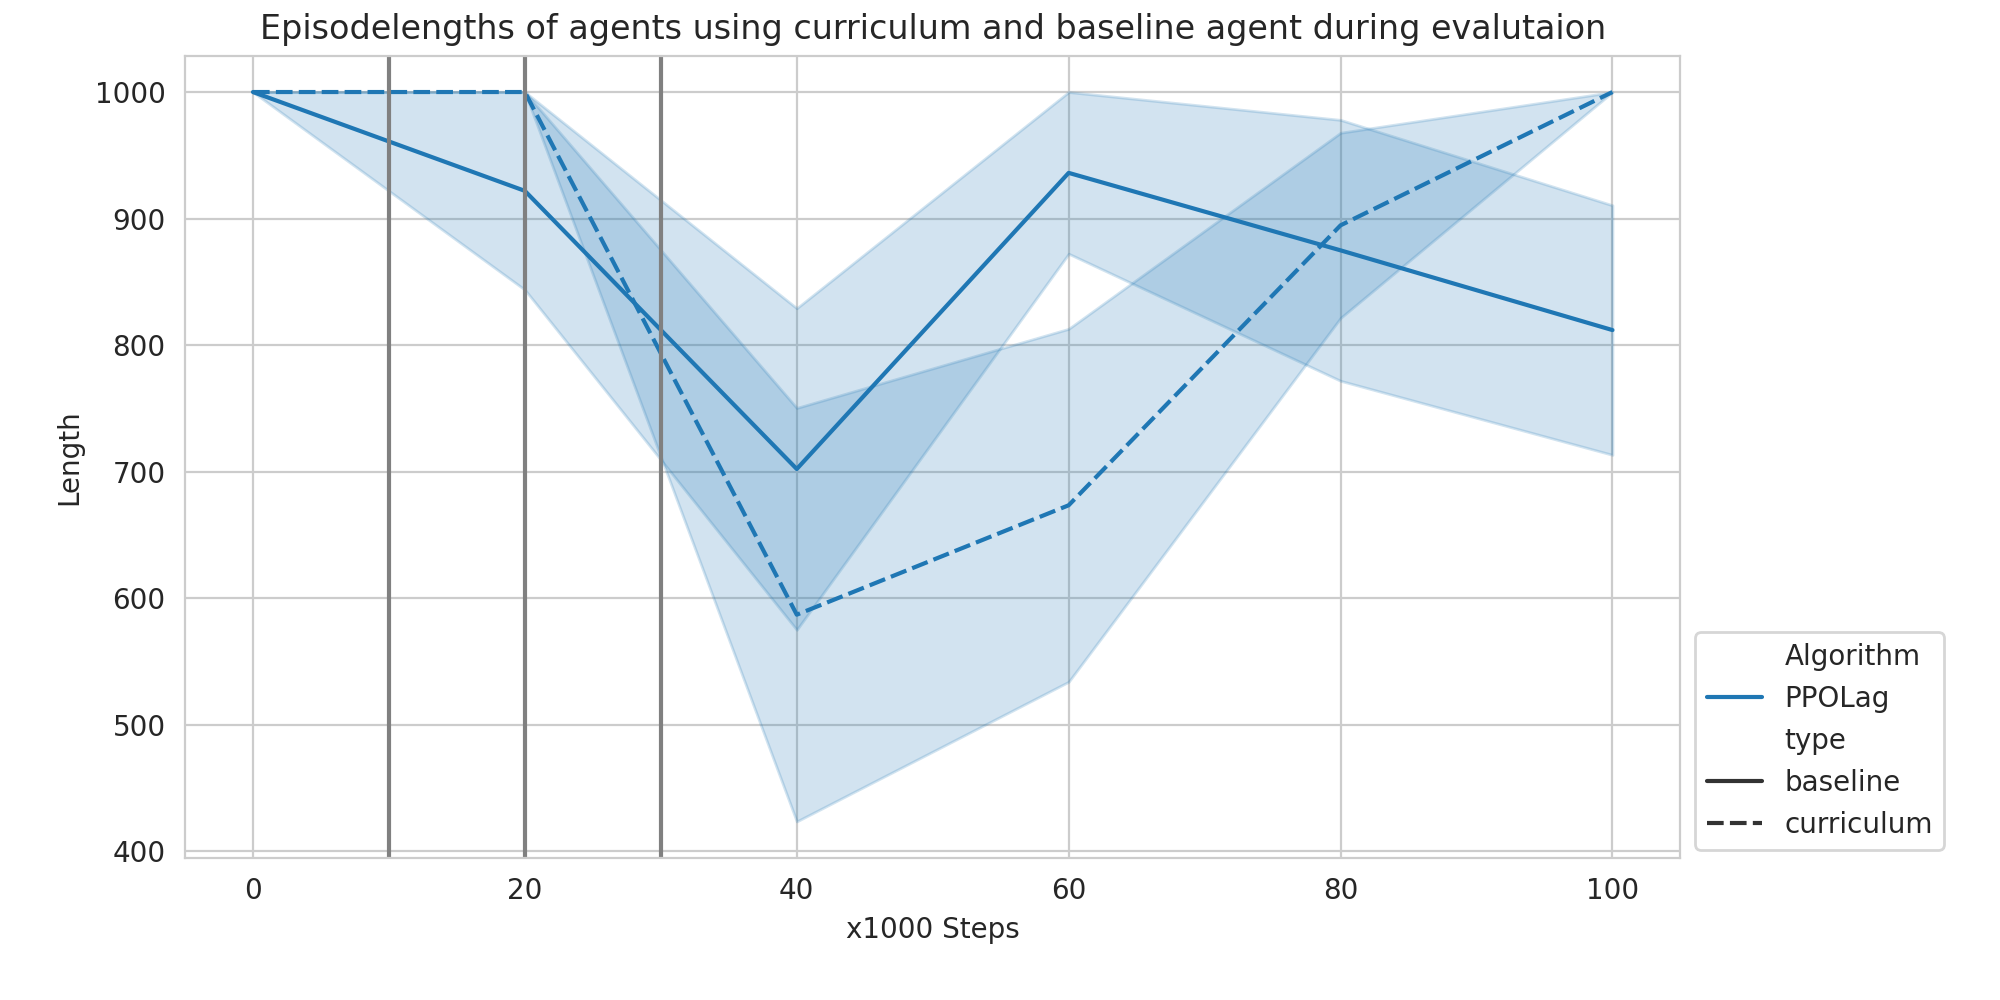 Episodelengths of agents using curriculum and baseline agent during evalutaion
1000
900
800
700
600
500
400
Length
0 20 40 60 80 100
x1000 Steps
Algorithm
PPOLag
type
baseline
curriculum